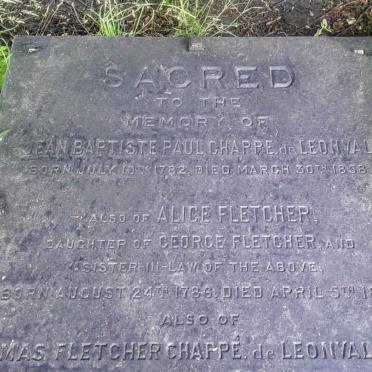 SACRED
TO THE
MEMORY OF
JEAN BAPTISTE PAUL CHAPPE, de LEONVAL
BORN JULY 10TH 1782, DIED MARCH 30TH 1838.
ALSO OF ALICE FLETCHER,
DAUGHTER OF GEORGE FLETCHER, AND
SISTER-IN-LAW OF THE ABOVE,
BORN AUGUST 24TH DIED APRIL 5TH
ALSO OF
MAS FLETCHER CHAPPÉ, de LEONVAL